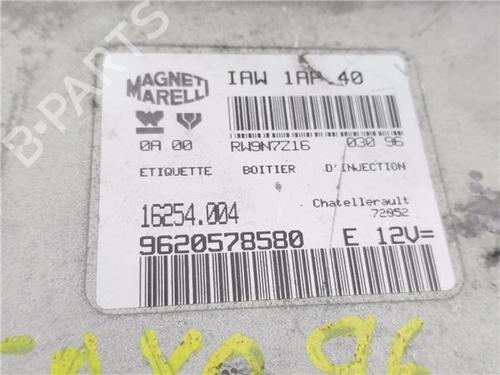 B-PARTS
MAGNETI MARELLI
IAW 1AP.40
0A 00 RW9N7Z16 030 96
ETIQUETTE BOITIER D'INJECTION
16254.004
Chatellerault
72052
9620578580 E 12V=
96